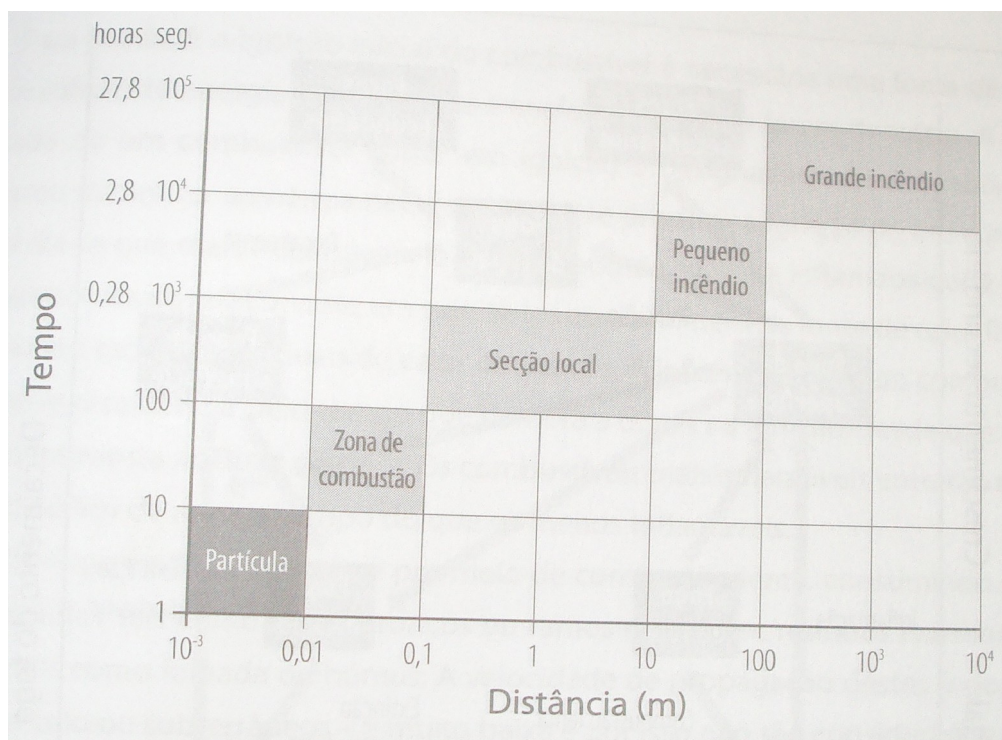 horas seg.
27,8 10⁵
Grande incêndio
2,8 10⁴
Pequeno
incêndio
0,28 10³
Secção local
100
Zona de
combustão
10
Partícula
1
Tempo
10⁻³ 0,01 0,1 1 10 100 10³ 10⁴
Distância (m)